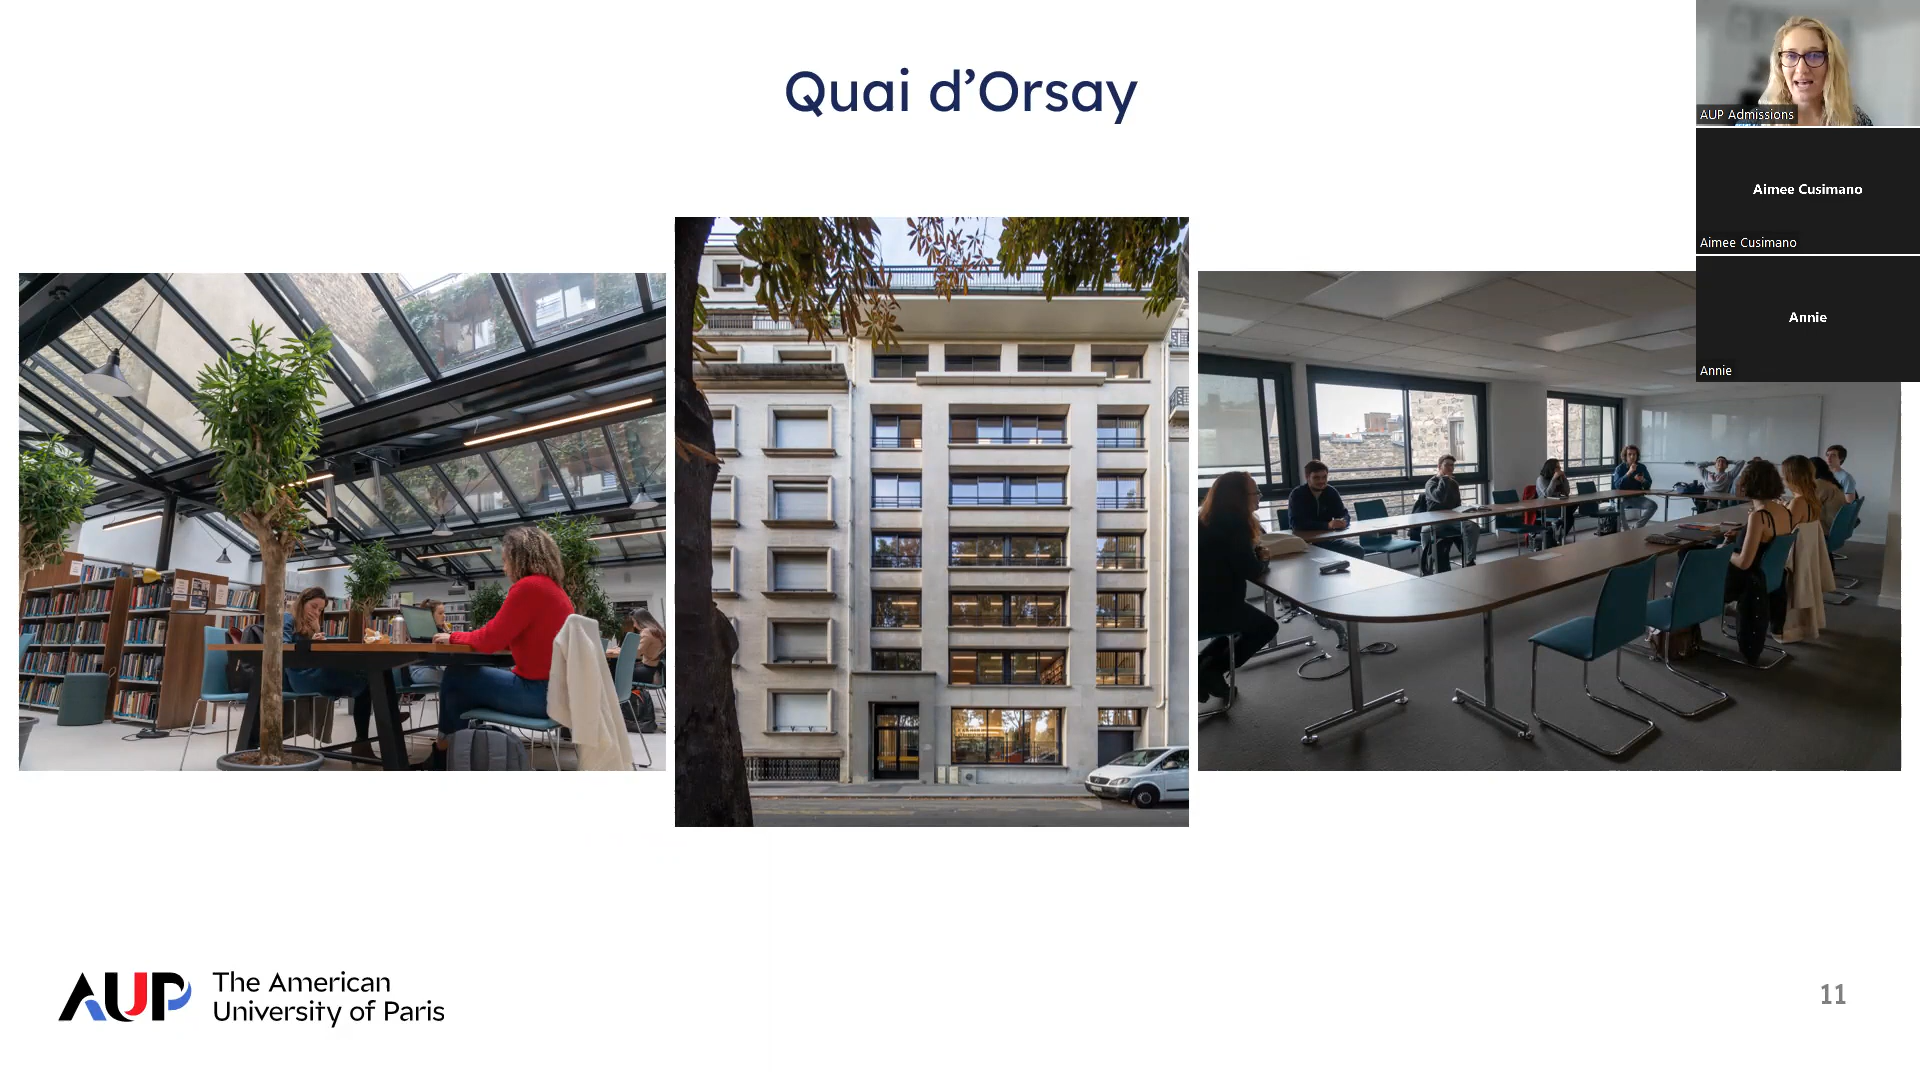 Quai d’Orsay
AUP Admissions
Aimee Cusimano
Aimee Cusimano
Annie
Annie
AUP
The American
University of Paris
11